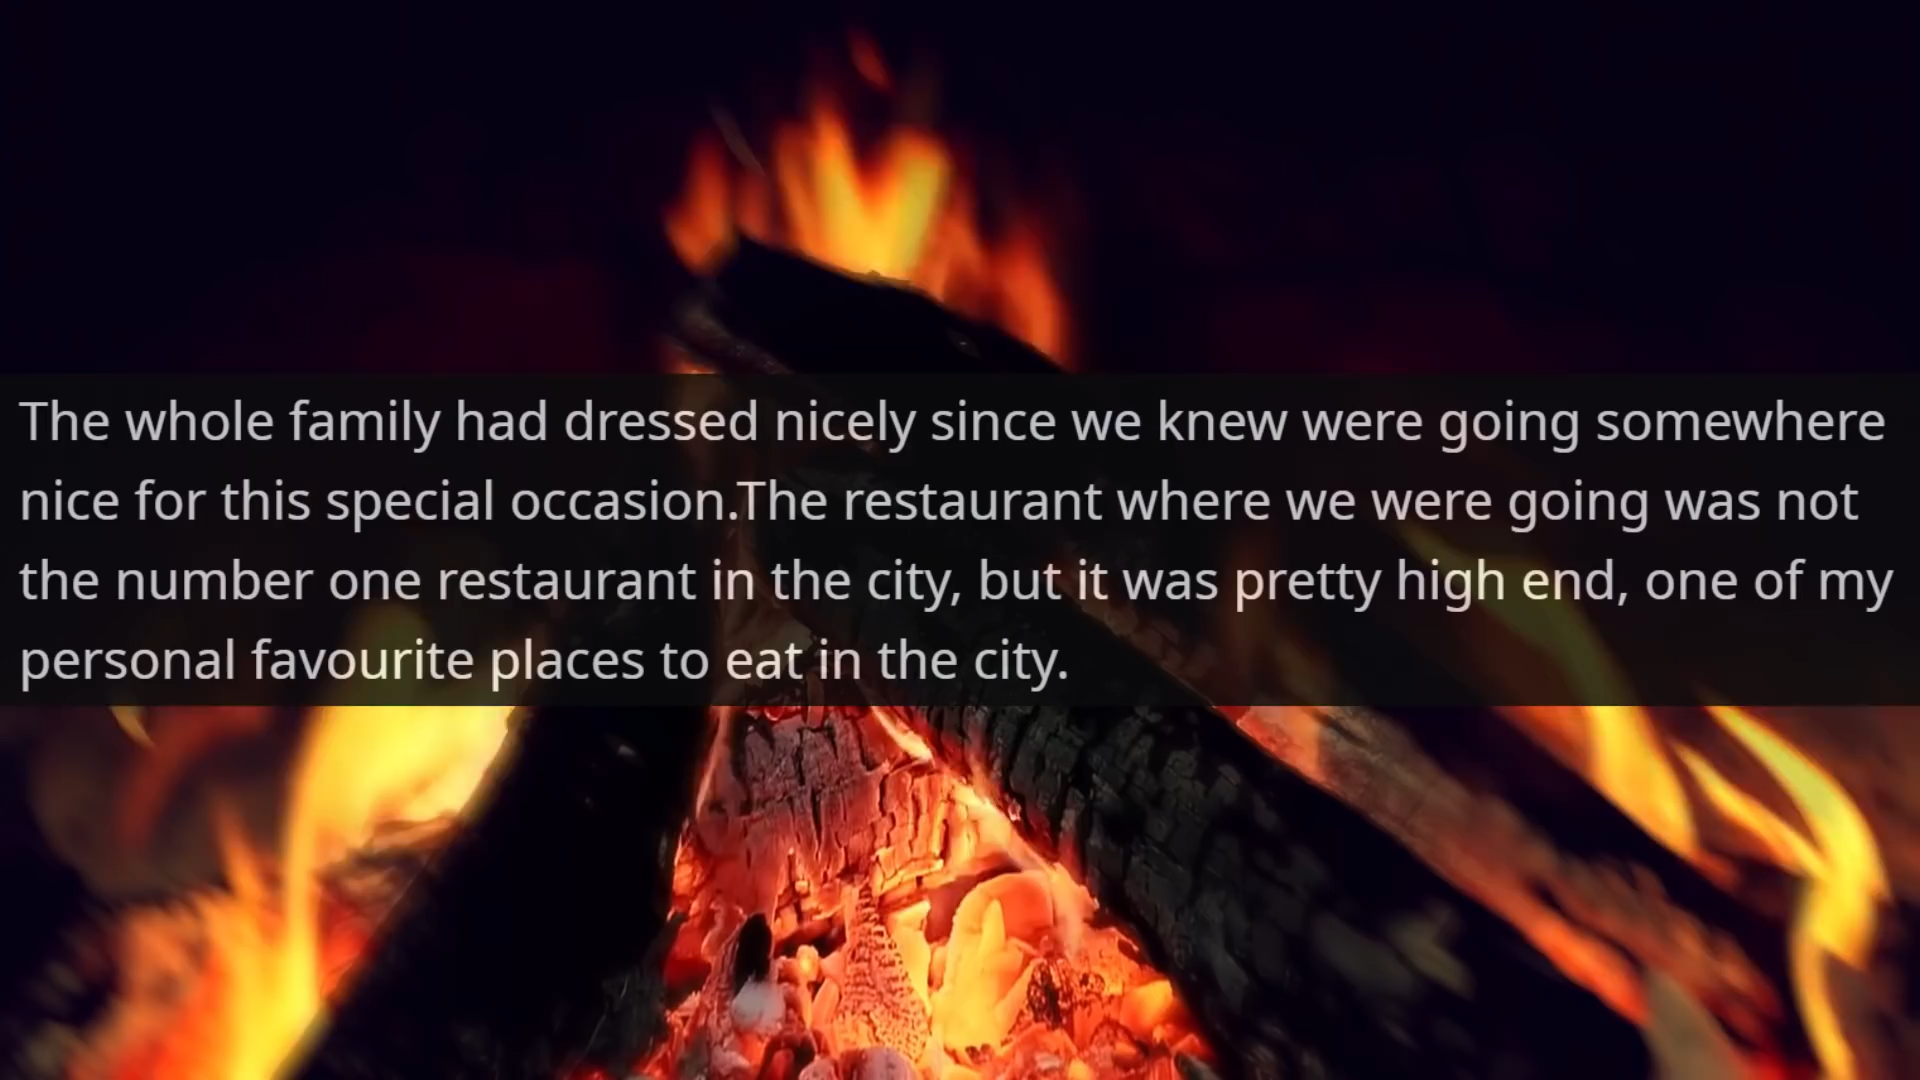 The whole family had dressed nicely since we knew were going somewhere
nice for this special occasion.The restaurant where we were going was not
the number one restaurant in the city, but it was pretty high end, one of my
personal favourite places to eat in the city.